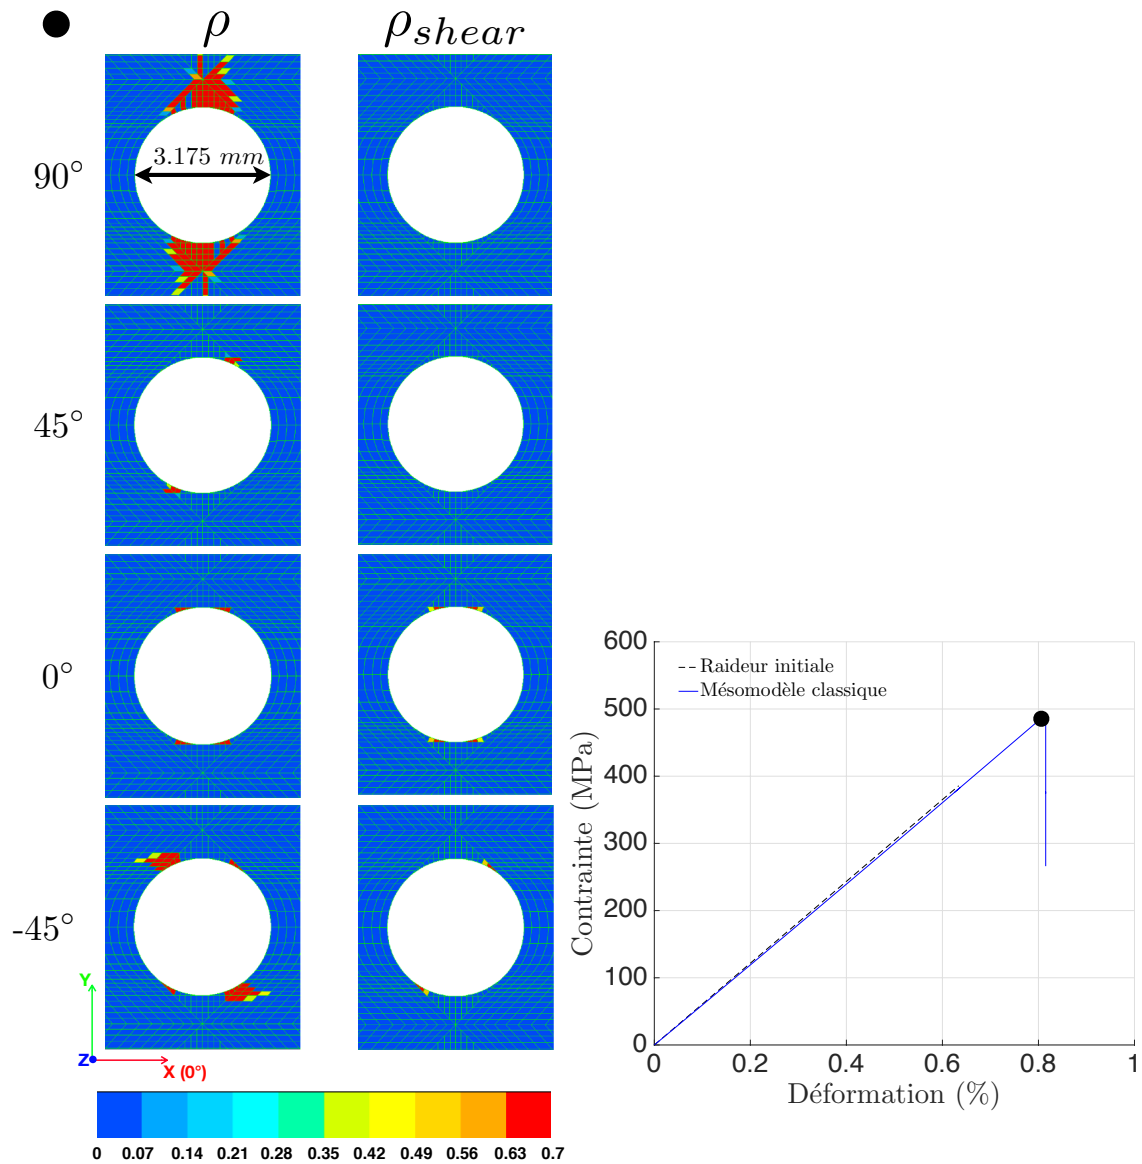 ρ ρshear
90°
3.175 mm
45°
0°
-45°
Y
Z
X (0°)
0 0.07 0.14 0.21 0.28 0.35 0.42 0.49 0.56 0.63 0.7
600
500
400
300
200
100
0
Contrainte (MPa)
Raideur initiale
Mésomodèle classique
0 0.2 0.4 0.6 0.8 1
Déformation (%)